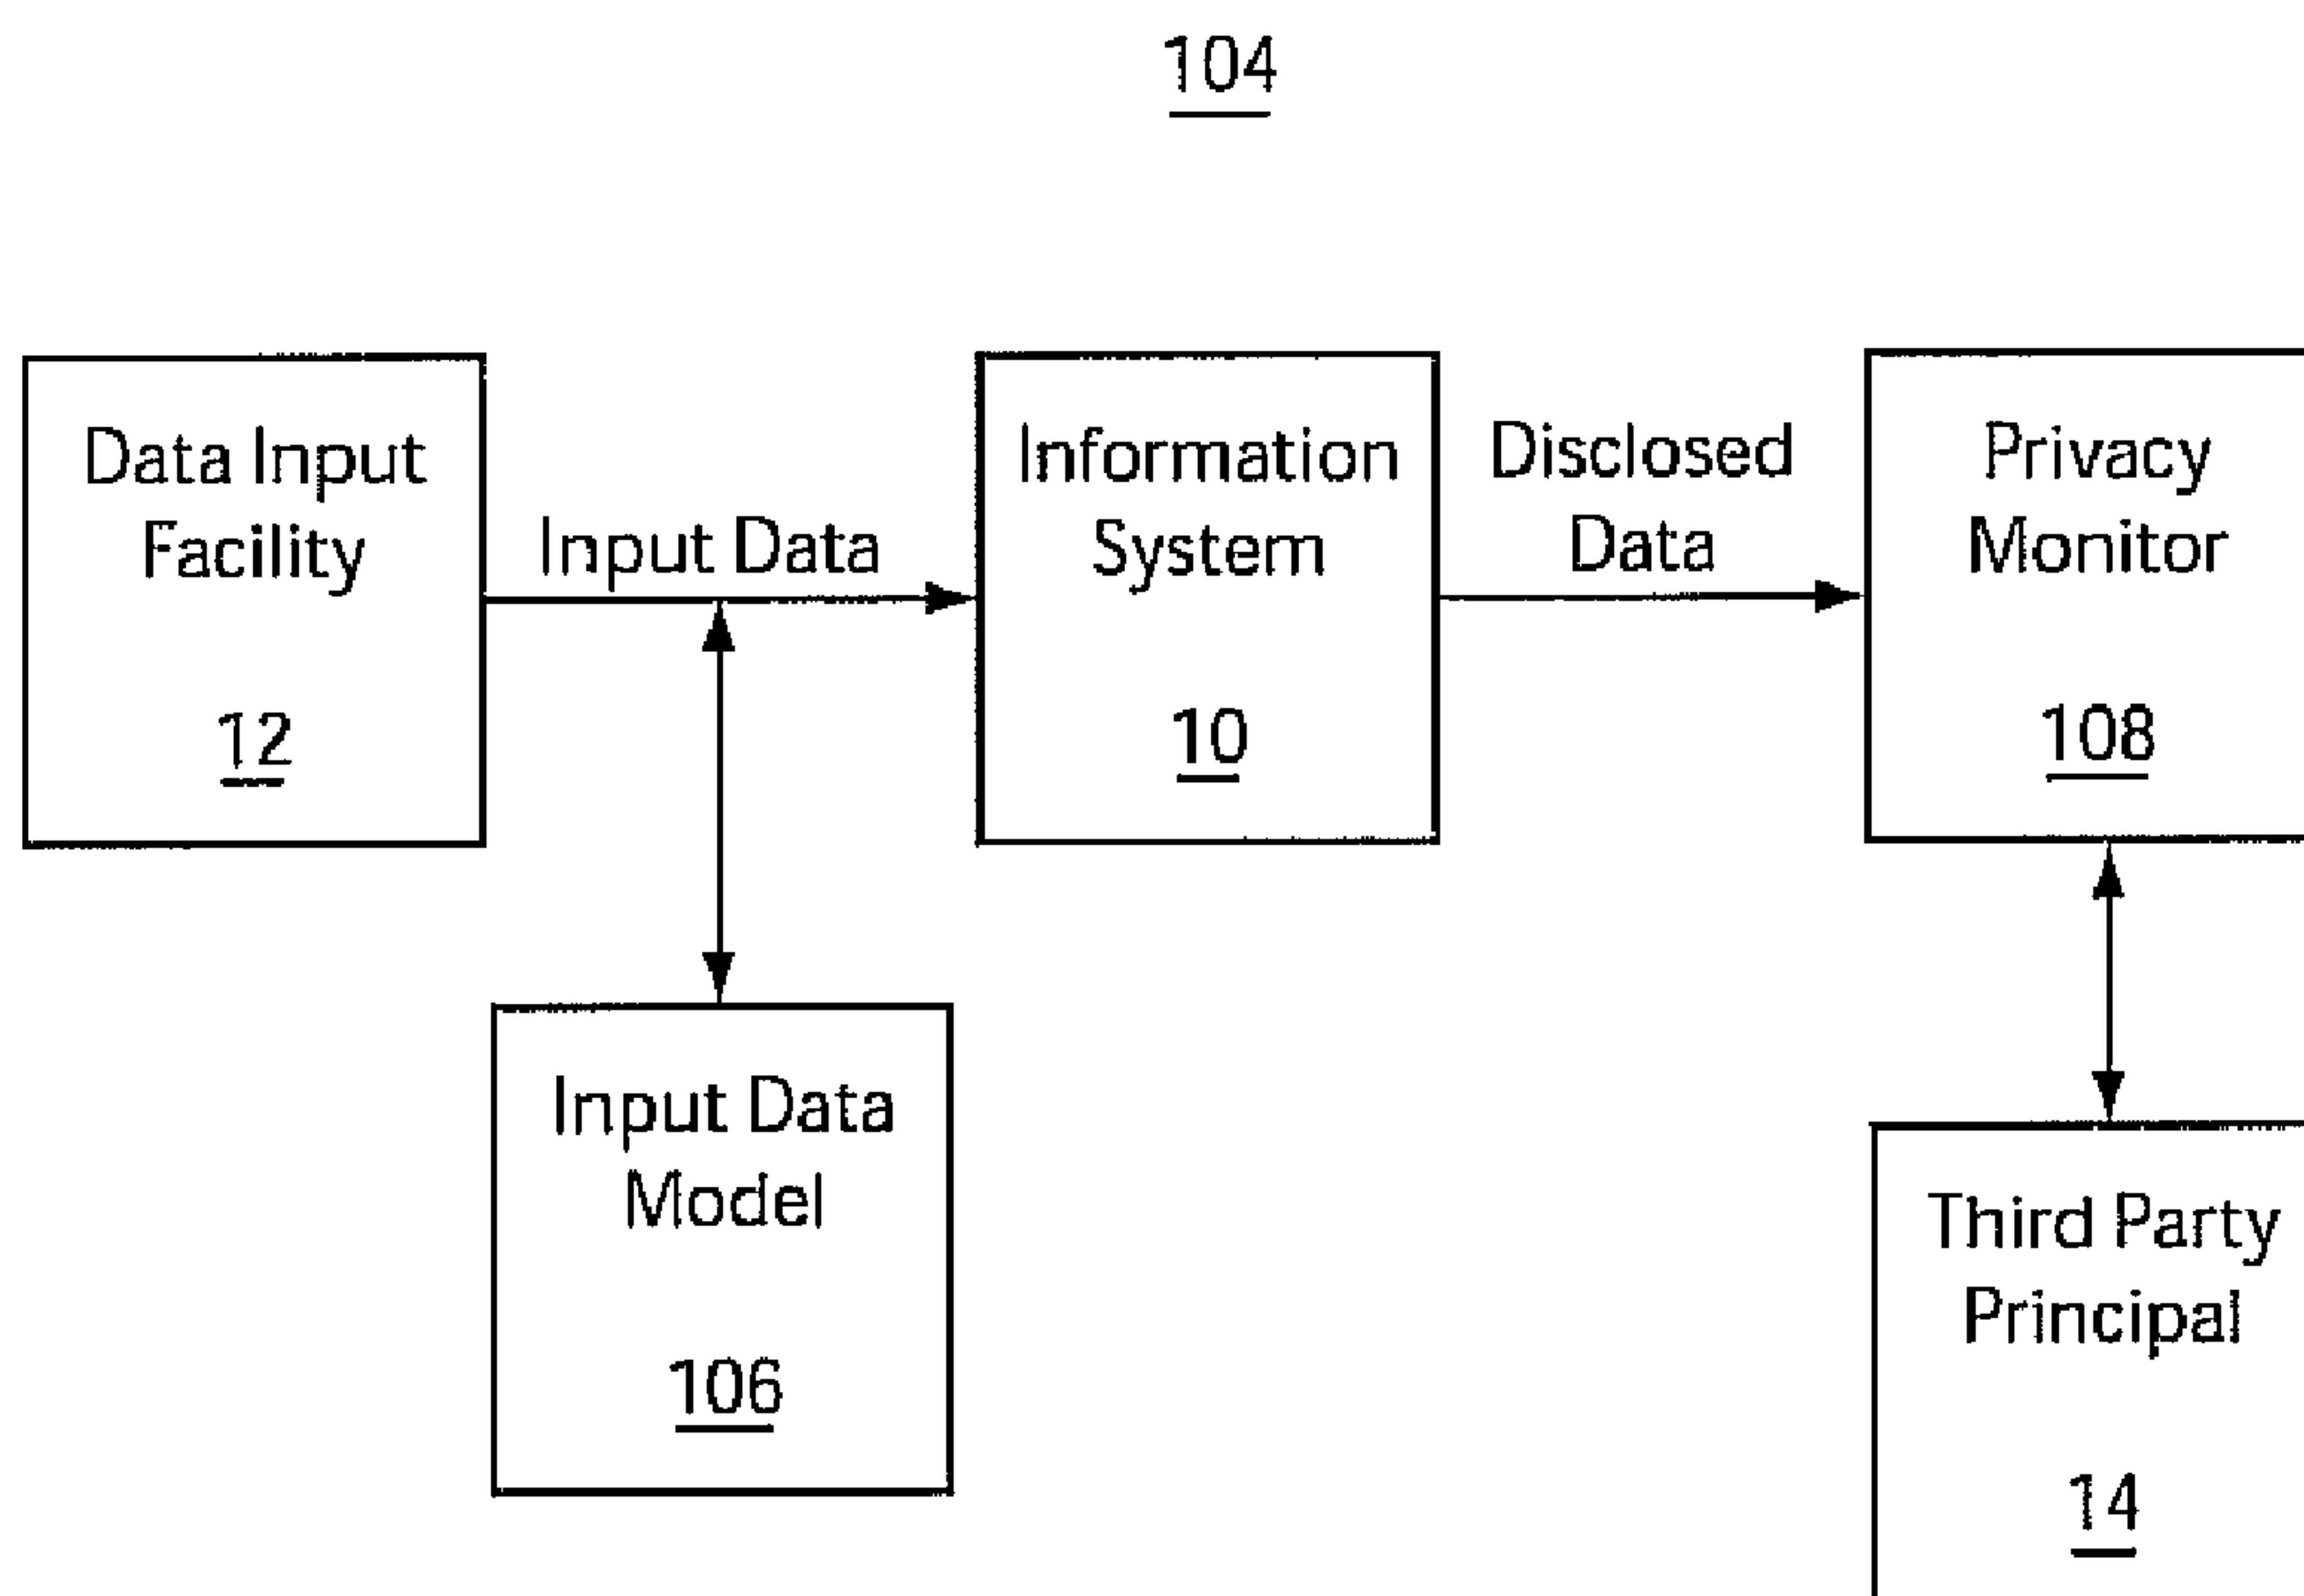 104
Data Input
Facility
12
Input Data
Information
System
10
Disclosed
Data
Privacy
Monitor
108
Input Data
Model
106
Third Party
Principal
14